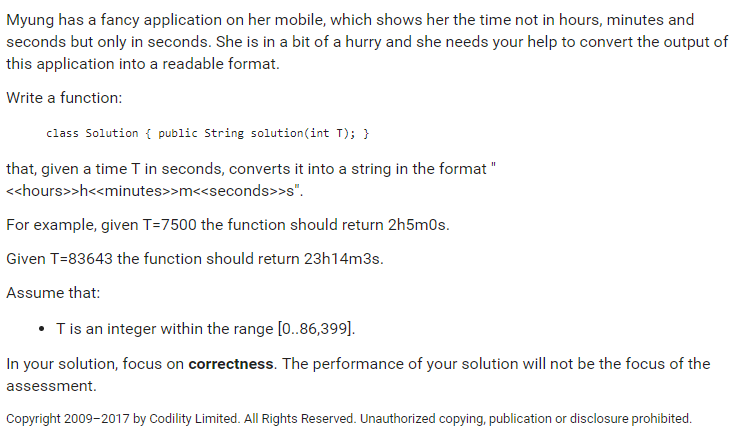 Myung has a fancy application on her mobile, which shows her the time not in hours, minutes and
seconds but only in seconds. She is in a bit of a hurry and she needs your help to convert the output of
this application into a readable format.
Write a function:
class Solution { public String solution(int T); }
that, given a time T in seconds, converts it into a string in the format "
<<hours>>h<<minutes>>m<<seconds>>s".
For example, given T=7500 the function should return 2h5m0s.
Given T=83643 the function should return 23h14m3s.
Assume that:
• T is an integer within the range [0..86,399].
In your solution, focus on correctness. The performance of your solution will not be the focus of the
assessment.
Copyright 2009–2017 by Codility Limited. All Rights Reserved. Unauthorized copying, publication or disclosure prohibited.